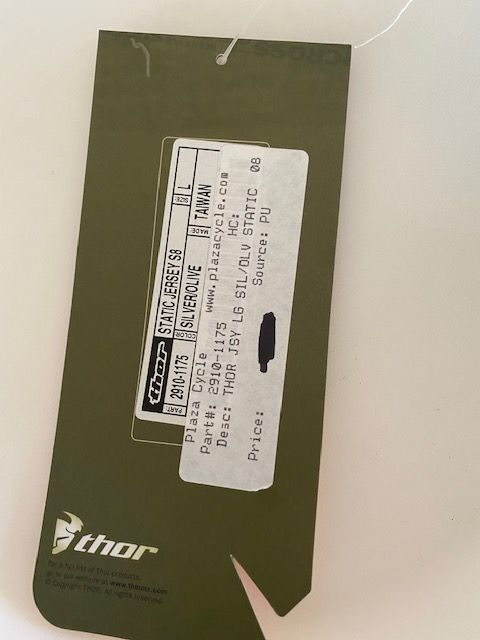 thor STATIC JERSEY S8 SIZE: L
PART: 2910-1175 COLOR: SILVER/OLIVE MADE: TAIWAN
Plaza Cycle www.plazacycle.com
Part#: 2910-1175 HC:
Desc: THOR JSY LG SIL/OLV STATIC 08
Price: Source: PU
thor
For a full list of Thor products,
go to our website at www.thormx.com
© Copyright THOR. All rights reserved.